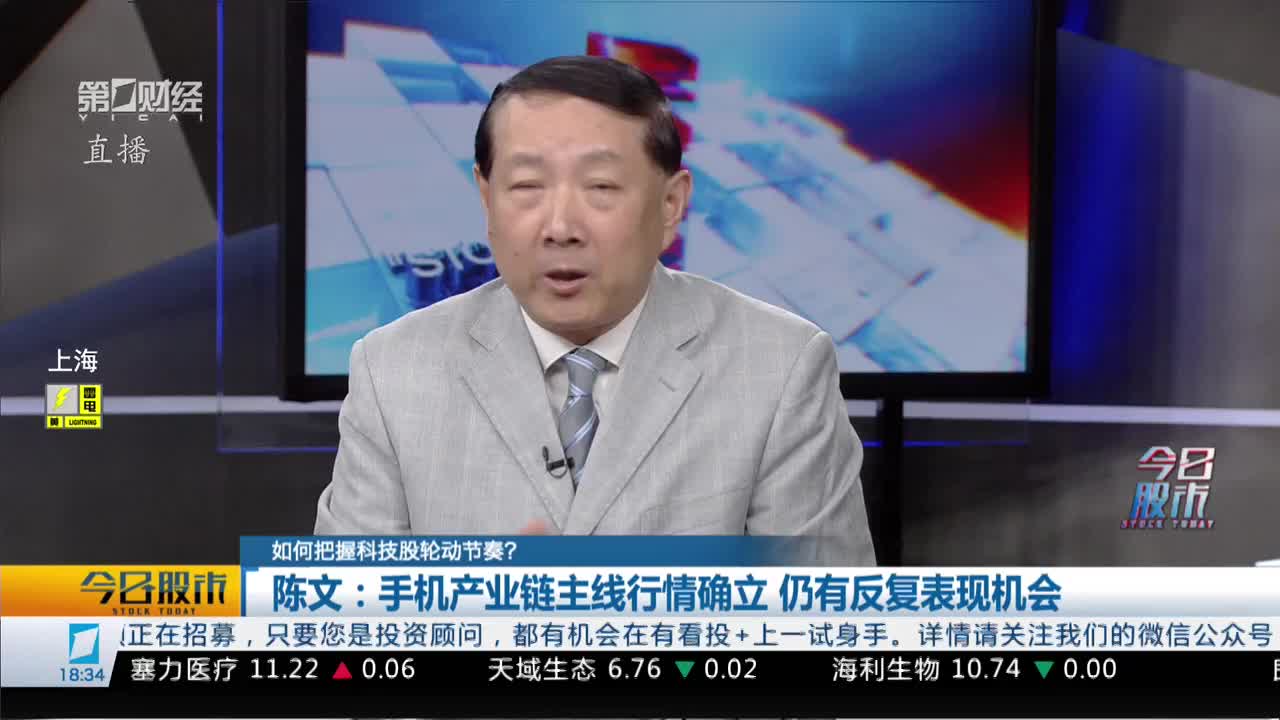 第一财经
YICAI
直播
"STO
上海
雷电
黄 LIGHTNING
今日
股市
STOCK TODAY
如何把握科技股轮动节奏？
今日股市
STOCK TODAY
陈文：手机产业链主线行情确立 仍有反复表现机会
正在招募，只要您是投资顾问，都有机会在有看投+上一试身手。详情请关注我们的微信公众号
18:34
塞力医疗 11.22 ▲ 0.06 天域生态 6.76 ▼ 0.02 海利生物 10.74 ▼ 0.00